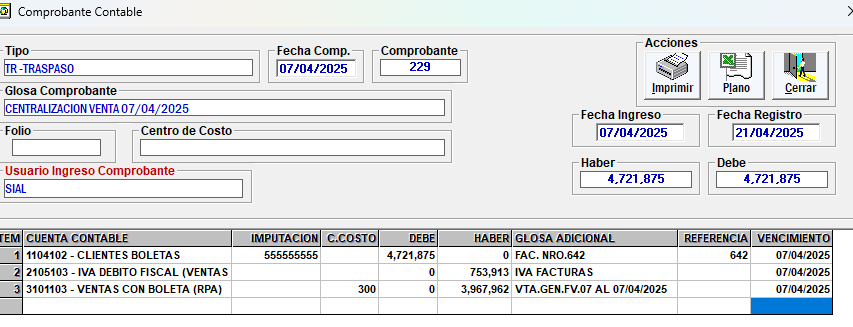 Comprobante Contable
Acciones
Tipo Fecha Comp. Comprobante
TR -TRASPASO 07/04/2025 229
Imprimir Plano Cerrar
Glosa Comprobante
CENTRALIZACION VENTA 07/04/2025
Fecha Ingreso Fecha Registro
07/04/2025 21/04/2025
Folio Centro de Costo
Haber Debe
4,721,875 4,721,875
Usuario Ingreso Comprobante
SIAL
TEM CUENTA CONTABLE IMPUTACION C.COSTO DEBE HABER GLOSA ADICIONAL REFERENCIA VENCIMIENTO
1 1104102 - CLIENTES BOLETAS 555555555 4,721,875 0 FAC. NRO.642 642 07/04/2025
2 2105103 - IVA DEBITO FISCAL (VENTAS 0 753,913 IVA FACTURAS 07/04/2025
3 3101103 - VENTAS CON BOLETA (RPA) 300 0 3,967,962 VTA.GEN.FV.07 AL 07/04/2025 07/04/2025